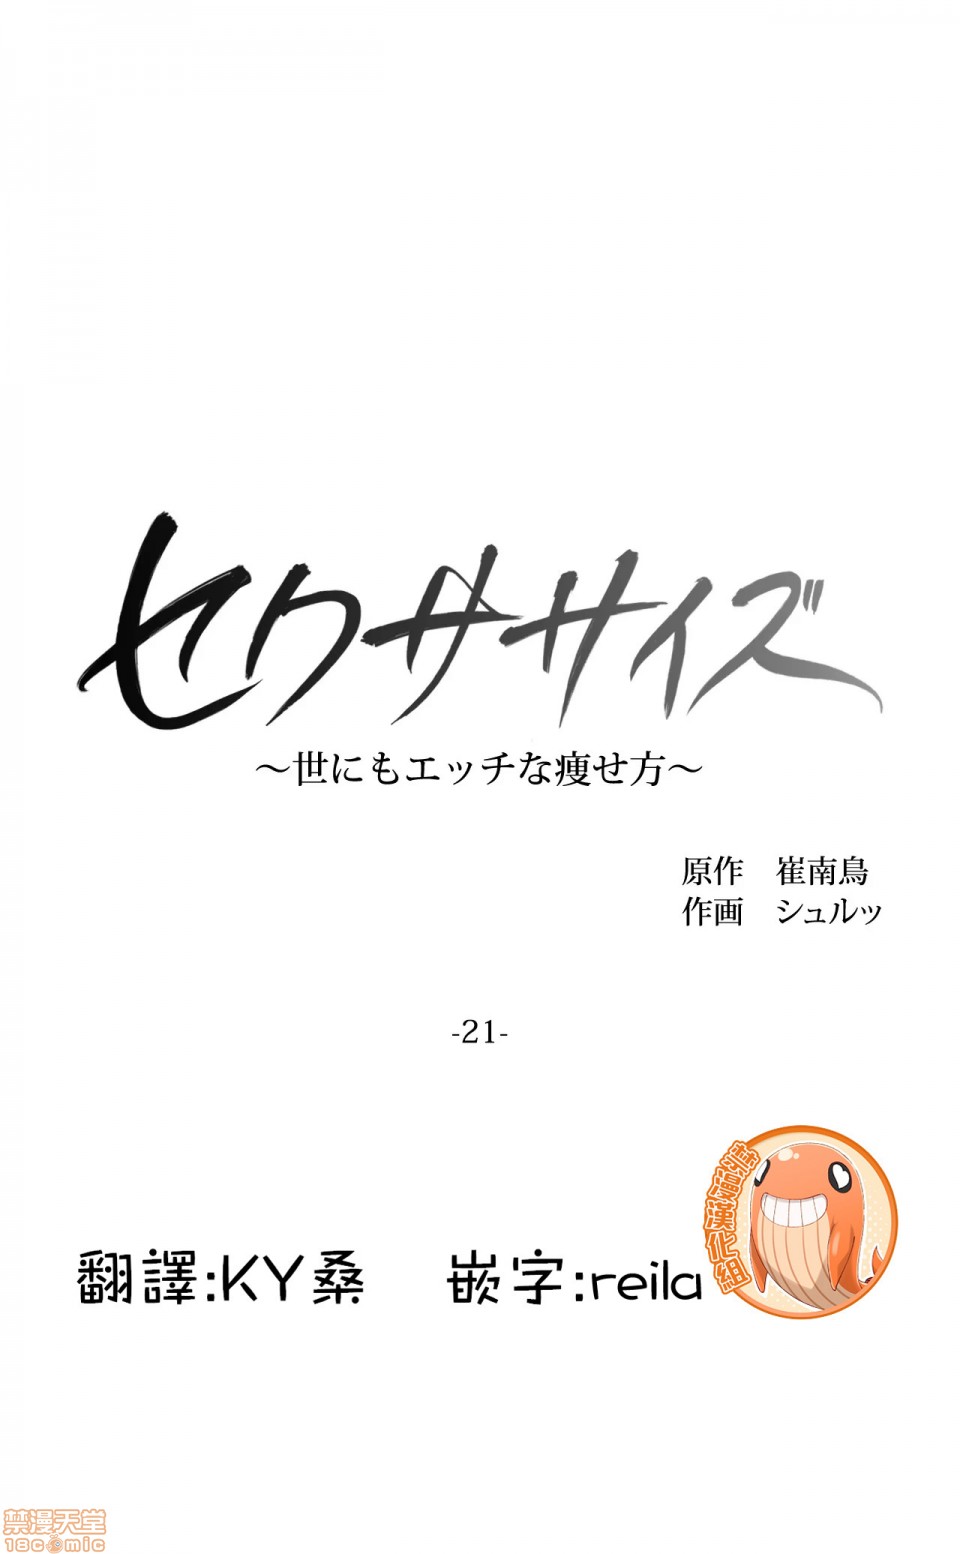 セクササイズ
～世にもエッチな痩せ方～
原作 崔南鳥
作画 シュルッ
-21-
禁漫漢化組
翻譯:KY桑 嵌字:reila
禁漫天堂
18comic